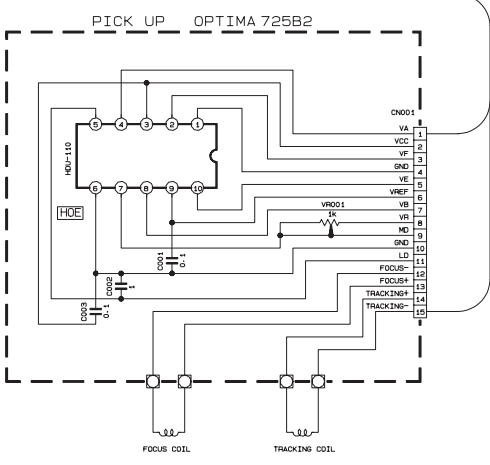 PICK UP OPTIMA 725B2
CN001
5 4 3 2 1
HDU-110
6 7 8 9 10
HOE
VR001
1k
C001
0.1
C002
1
C003
0.1
VA 1
VCC 2
VF 3
GND 4
VE 5
VREF 6
VB 7
VR 8
MD 9
GND 10
LD 11
FOCUS- 12
FOCUS+ 13
TRACKING+ 14
TRACKING- 15
FOCUS COIL
TRACKING COIL